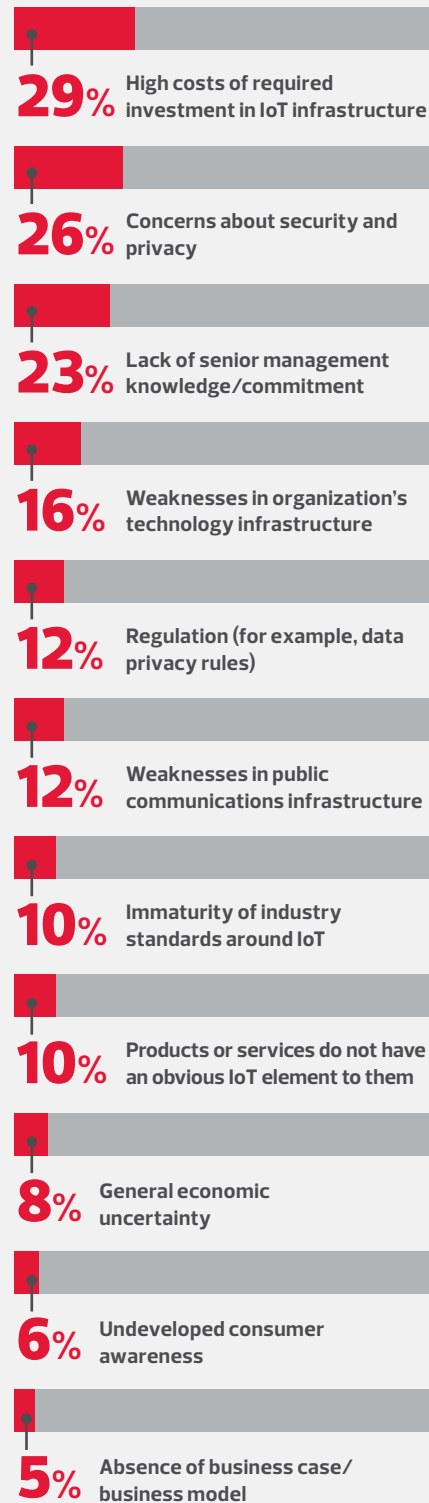 29% High costs of required
investment in IoT infrastructure
26% Concerns about security and
privacy
23% Lack of senior management
knowledge/commitment
16% Weaknesses in organization's
technology infrastructure
12% Regulation (for example, data
privacy rules)
12% Weaknesses in public
communications infrastructure
10% Immaturity of industry
standards around IoT
10% Products or services do not have
an obvious IoT element to them
8% General economic
uncertainty
6% Undeveloped consumer
awareness
5% Absence of business case/
business model